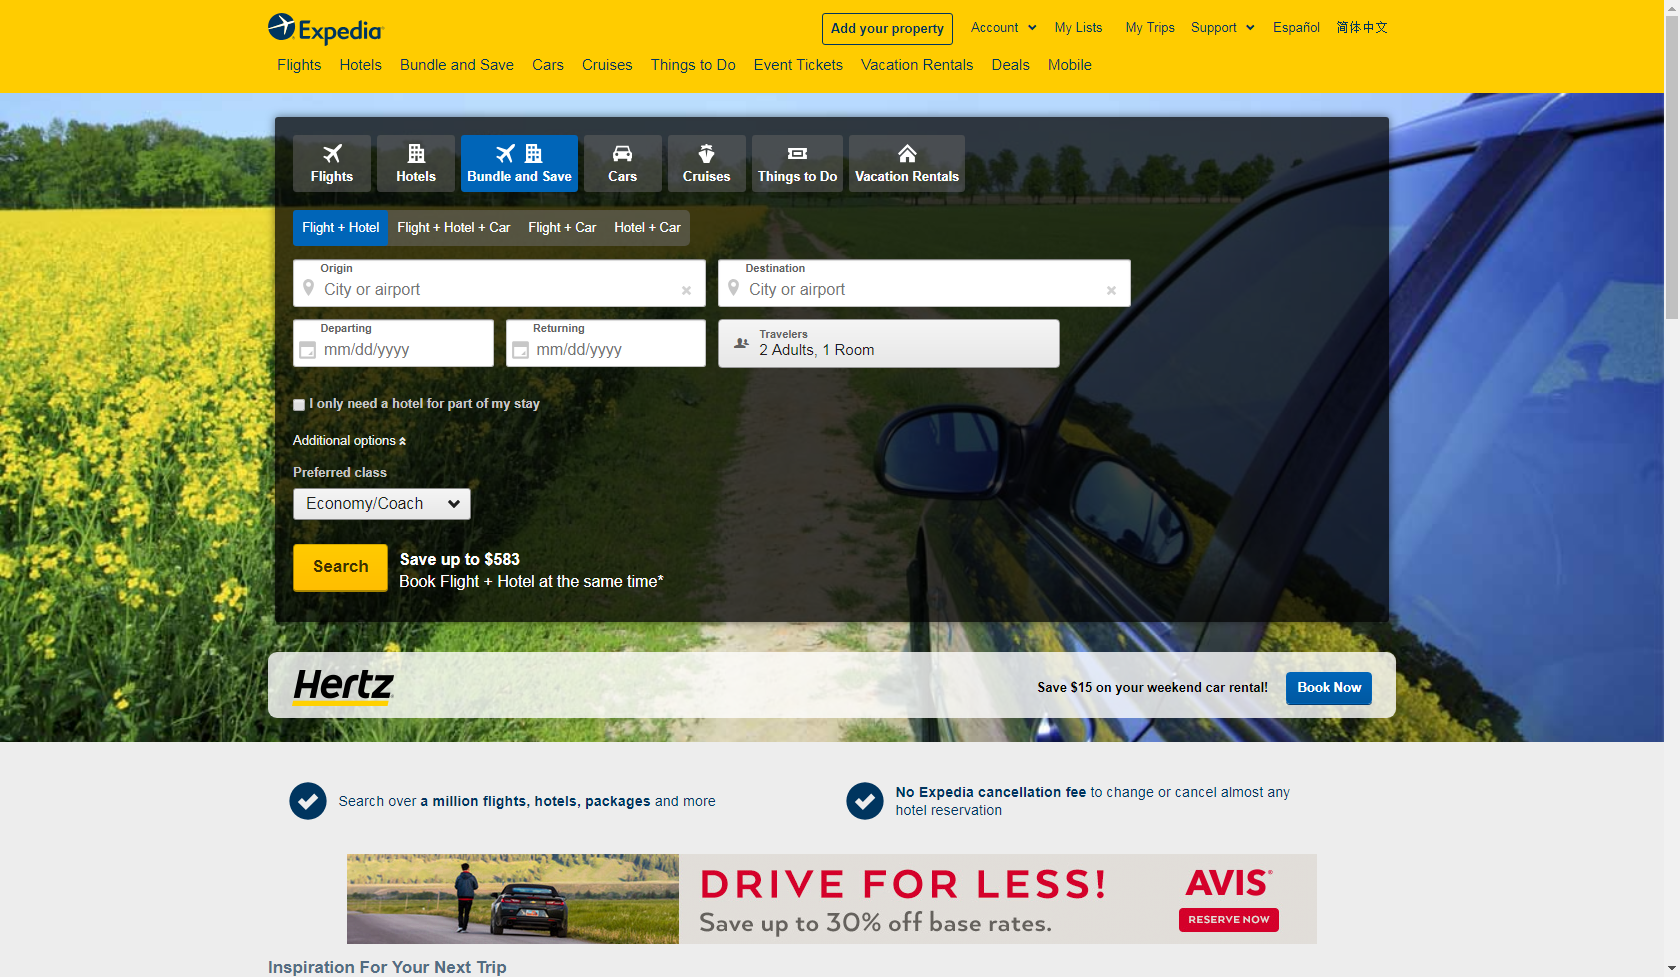 Expedia
Add your property
Account
My Lists
My Trips
Support
Español
简体中文
Flights
Hotels
Bundle and Save
Cars
Cruises
Things to Do
Event Tickets
Vacation Rentals
Deals
Mobile
Flights
Hotels
Bundle and Save
Cars
Cruises
Things to Do
Vacation Rentals
Flight + Hotel
Flight + Hotel + Car
Flight + Car
Hotel + Car
Origin
City or airport
Destination
City or airport
Departing
mm/dd/yyyy
Returning
mm/dd/yyyy
Travelers
2 Adults, 1 Room
I only need a hotel for part of my stay
Additional options
Preferred class
Economy/Coach
Search
Save up to $583
Book Flight + Hotel at the same time*
Hertz
Save $15 on your weekend car rental!
Book Now
Search over a million flights, hotels, packages and more
No Expedia cancellation fee to change or cancel almost any
hotel reservation
DRIVE FOR LESS!
Save up to 30% off base rates.
AVIS
RESERVE NOW
Inspiration For Your Next Trip